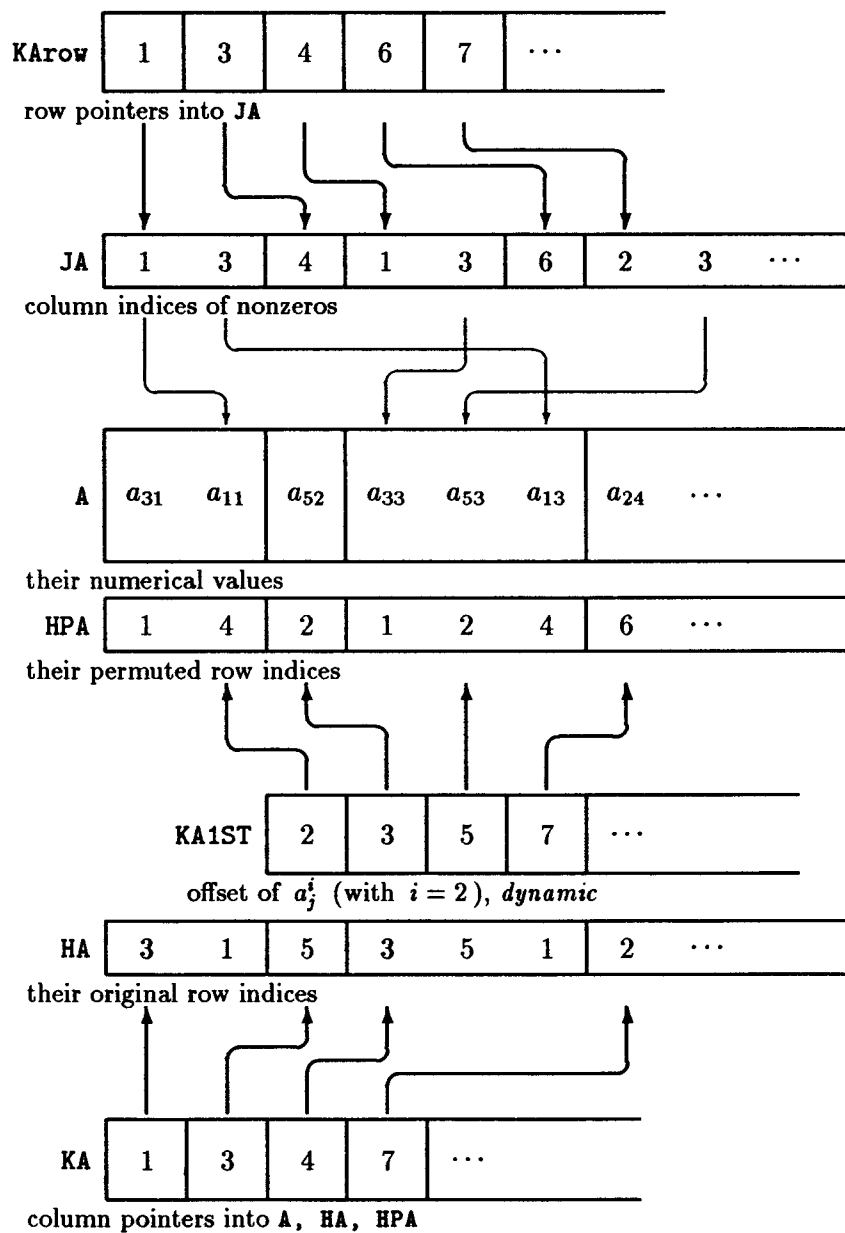 KArow 1 3 4 6 7 ···
row pointers into JA
JA 1 3 4 1 3 6 2 3 ···
column indices of nonzeros
A a₃₁ a₁₁ a₅₂ a₃₃ a₅₃ a₁₃ a₂₄ ···
their numerical values
HPA 1 4 2 1 2 4 6 ···
their permuted row indices
KA1ST 2 3 5 7 ···
offset of aⁱⱼ (with i = 2), dynamic
HA 3 1 5 3 5 1 2 ···
their original row indices
KA 1 3 4 7 ···
column pointers into A, HA, HPA